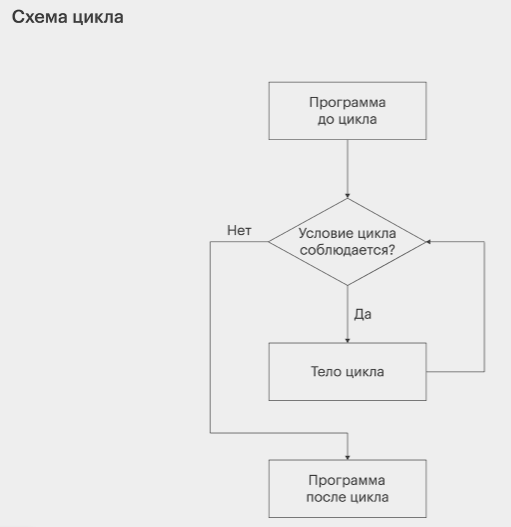 Схема цикла
Программа
до цикла
Нет
Условие цикла
соблюдается?
Да
Тело цикла
Программа
после цикла